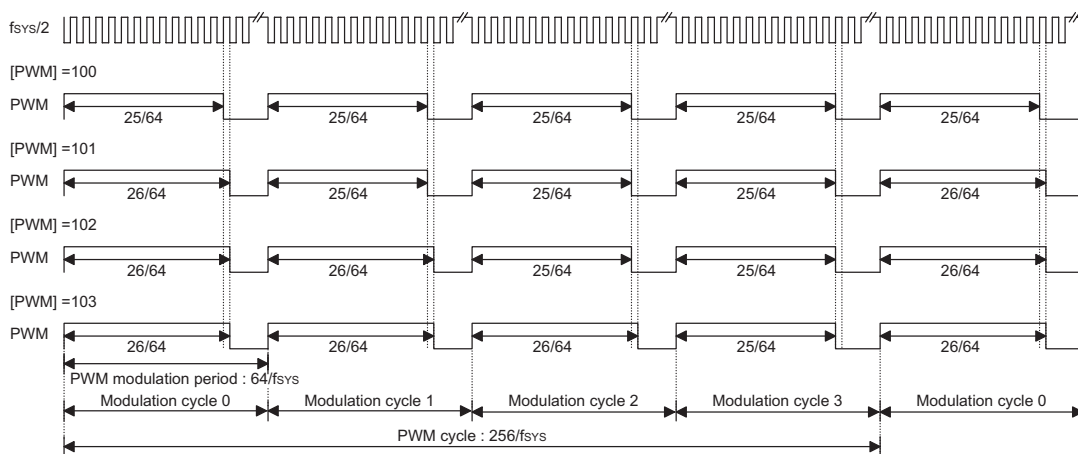 fSYS/2
[PWM] =100
PWM
25/64 25/64 25/64 25/64 25/64
[PWM] =101
PWM
26/64 25/64 25/64 25/64 26/64
[PWM] =102
PWM
26/64 26/64 25/64 25/64 26/64
[PWM] =103
PWM
26/64 26/64 26/64 25/64 26/64
PWM modulation period : 64/fSYS
Modulation cycle 0 Modulation cycle 1 Modulation cycle 2 Modulation cycle 3 Modulation cycle 0
PWM cycle : 256/fSYS